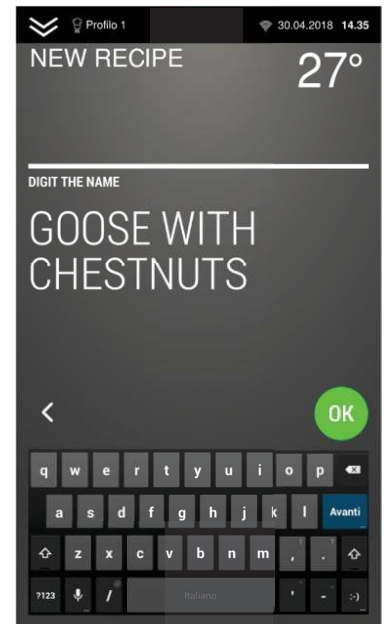 Profilo 1 30.04.2018 14.35
NEW RECIPE 27°
DIGIT THE NAME
GOOSE WITH
CHESTNUTS
OK
q w e r t y u i o p
a s d f g h j k l Avanti
z x c v b n m , .
?123 / Italiano ' - :-)